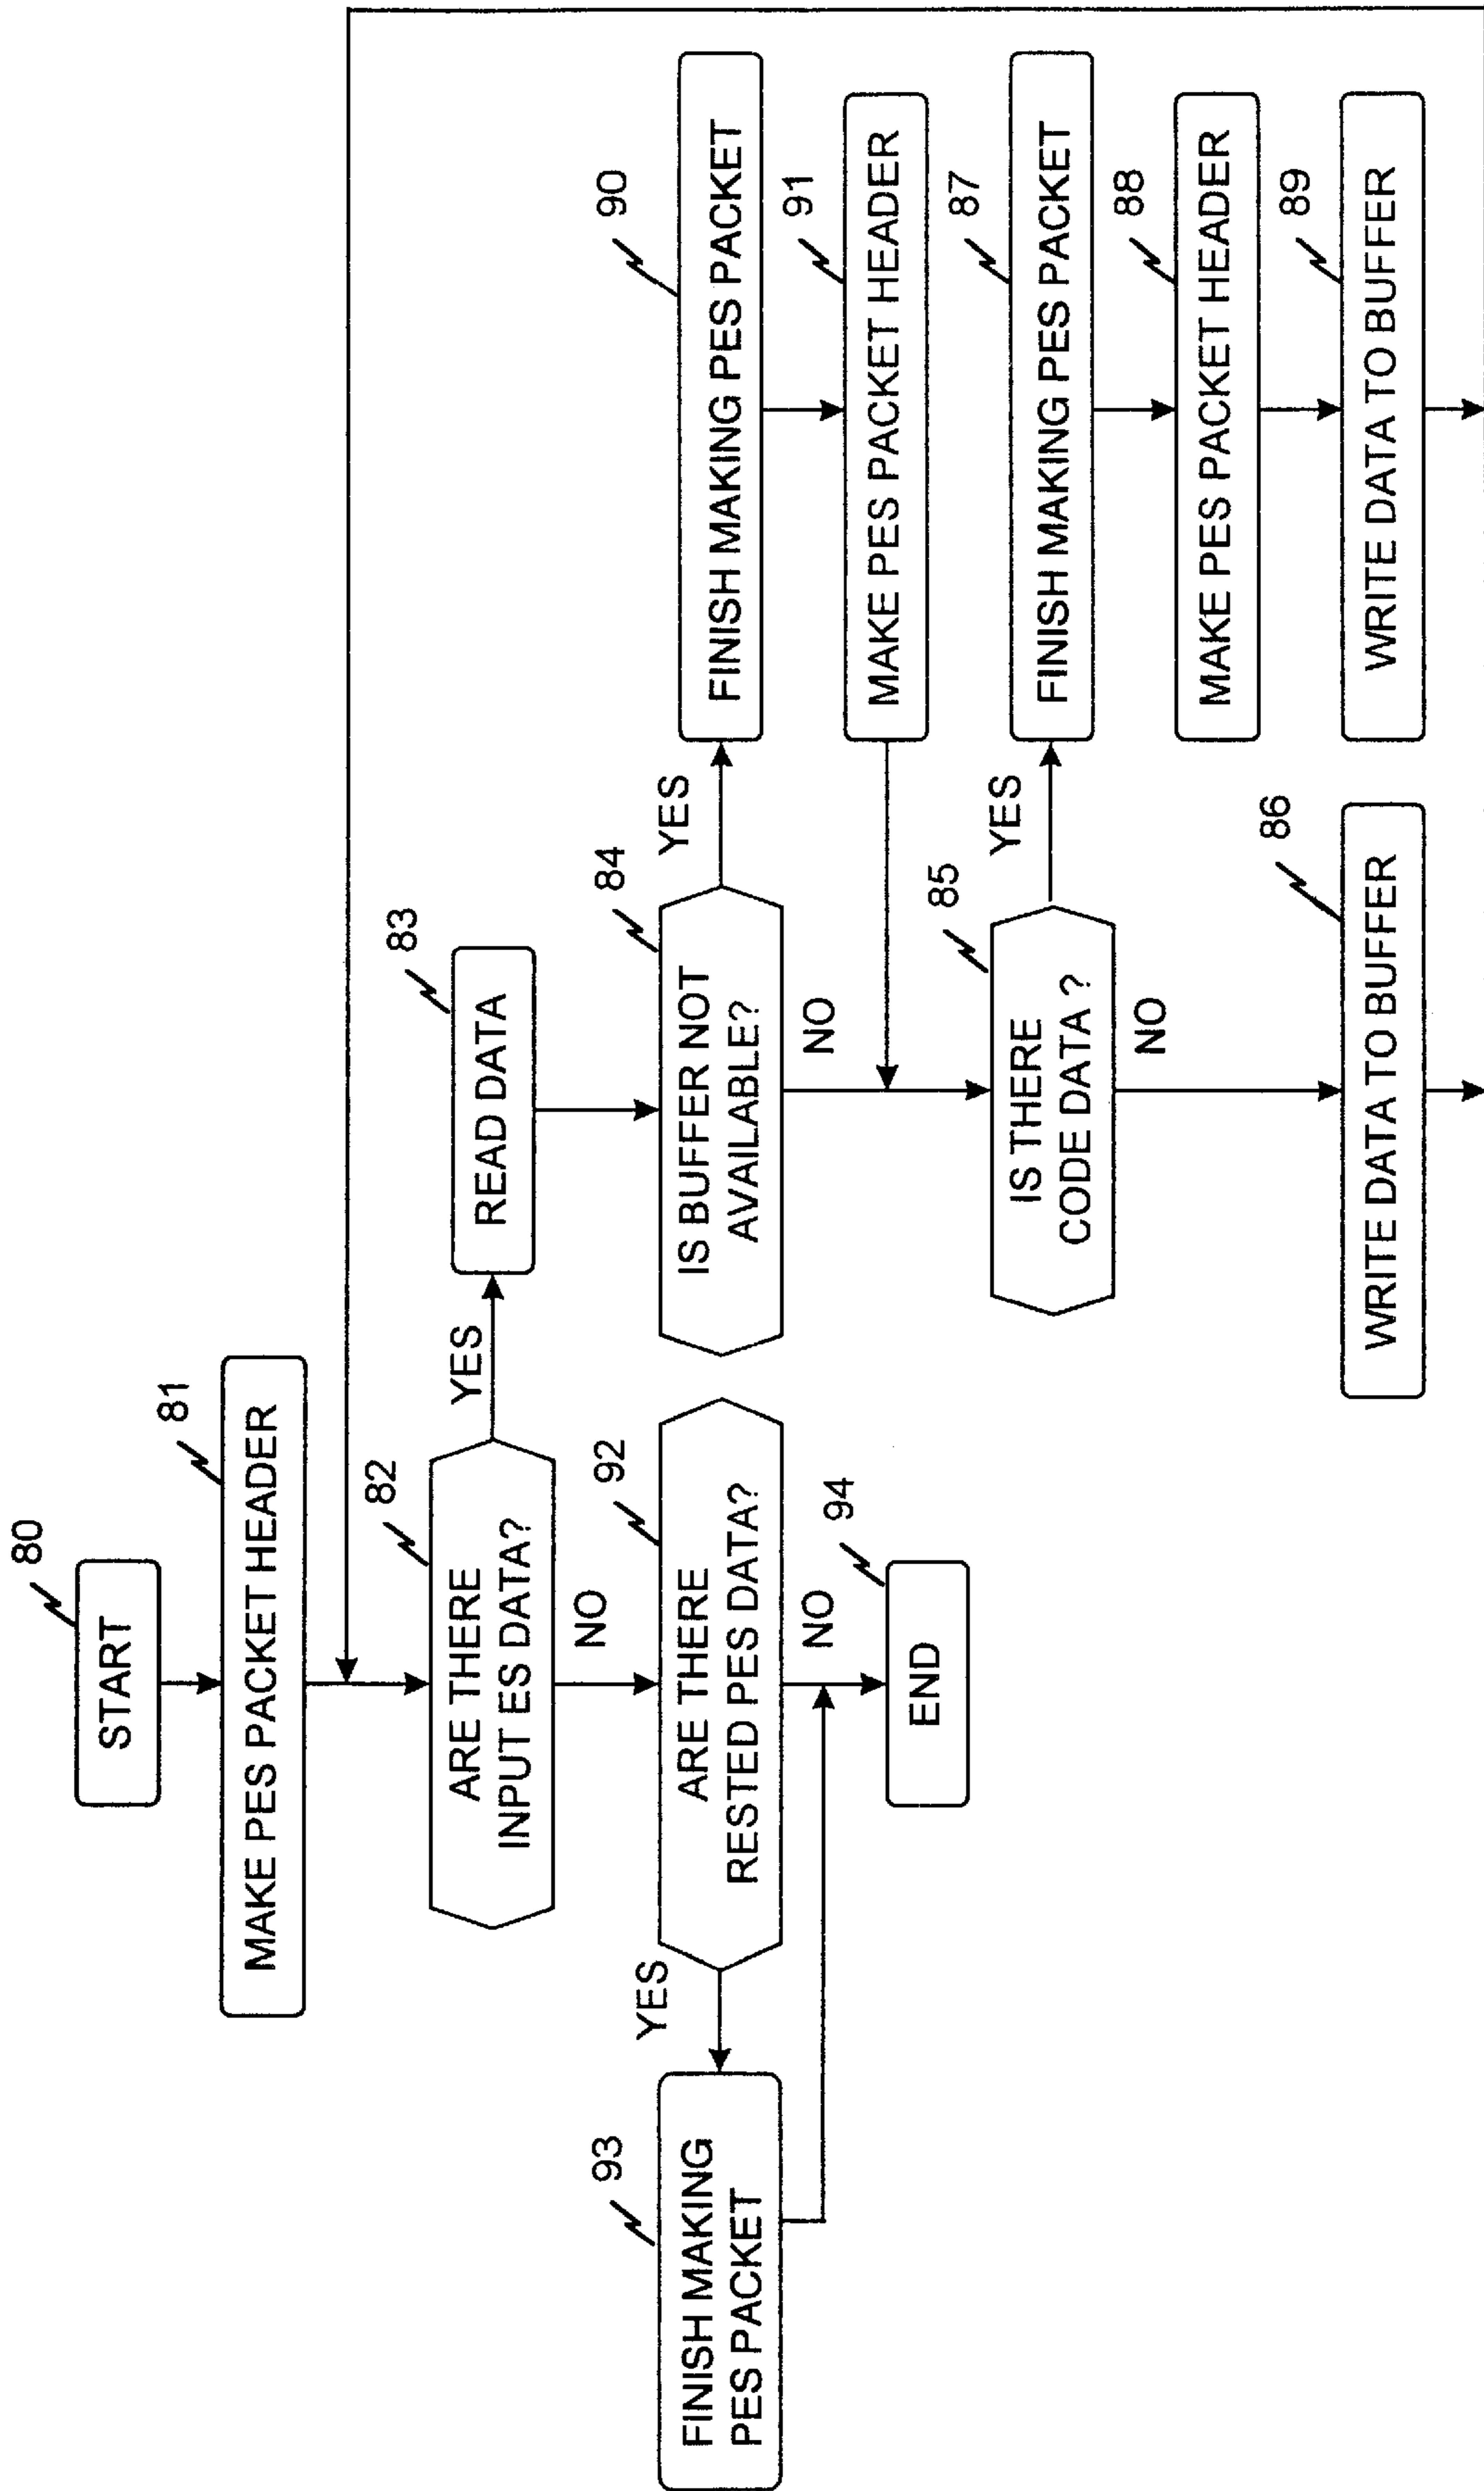 80
START
81
MAKE PES PACKET HEADER
82
ARE THERE
INPUT ES DATA?
YES
NO
83
READ DATA
84
IS BUFFER NOT
AVAILABLE?
YES
NO
90
FINISH MAKING PES PACKET
91
MAKE PES PACKET HEADER
85
IS THERE
CODE DATA ?
YES
NO
87
FINISH MAKING PES PACKET
88
MAKE PES PACKET HEADER
89
WRITE DATA TO BUFFER
86
WRITE DATA TO BUFFER
92
ARE THERE
RESTED PES DATA?
YES
NO
93
FINISH MAKING
PES PACKET
94
END